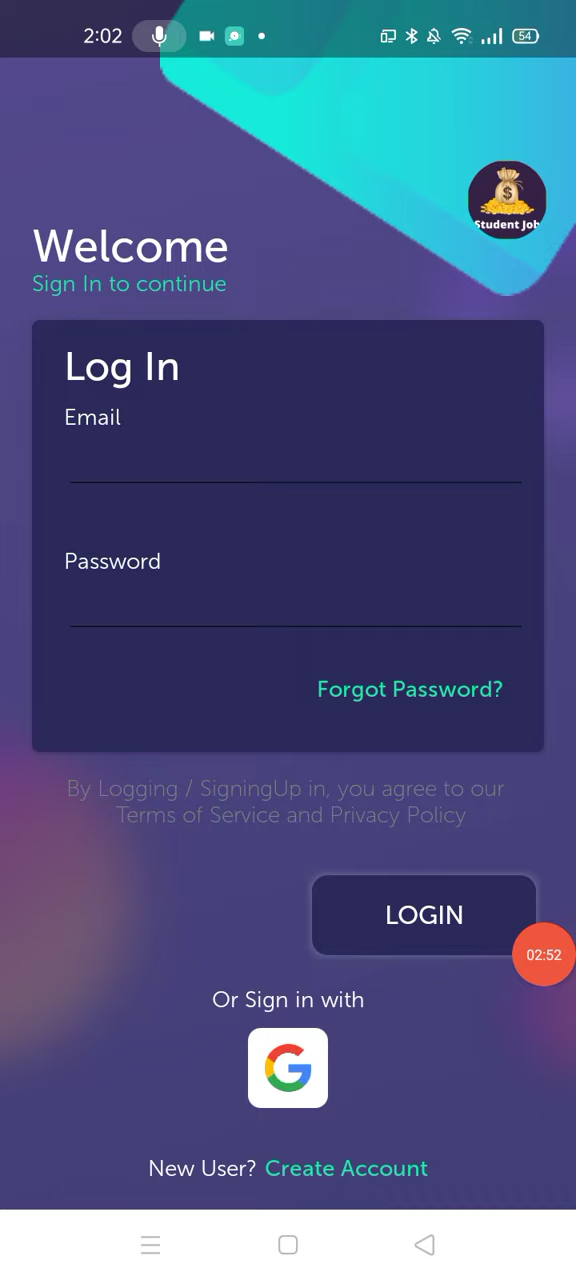 2:02
54
Student Job
Welcome
Sign In to continue
Log In
Email
Password
Forgot Password?
By Logging / SigningUp in, you agree to our
Terms of Service and Privacy Policy
LOGIN
02:52
Or Sign in with
New User? Create Account